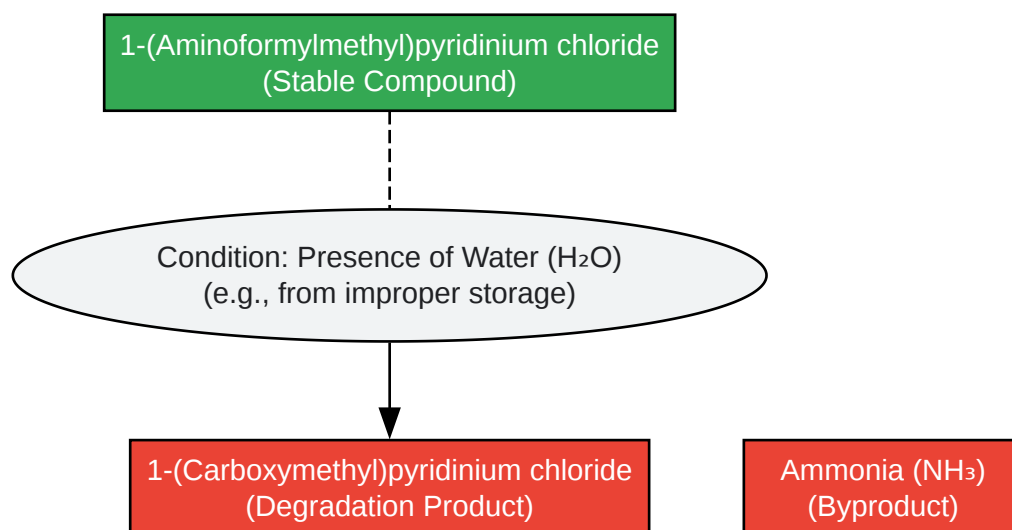 1-(Aminoformylmethyl)pyridinium chloride
(Stable Compound)
Condition: Presence of Water (H₂O)
(e.g., from improper storage)
1-(Carboxymethyl)pyridinium chloride
(Degradation Product)
Ammonia (NH₃)
(Byproduct)